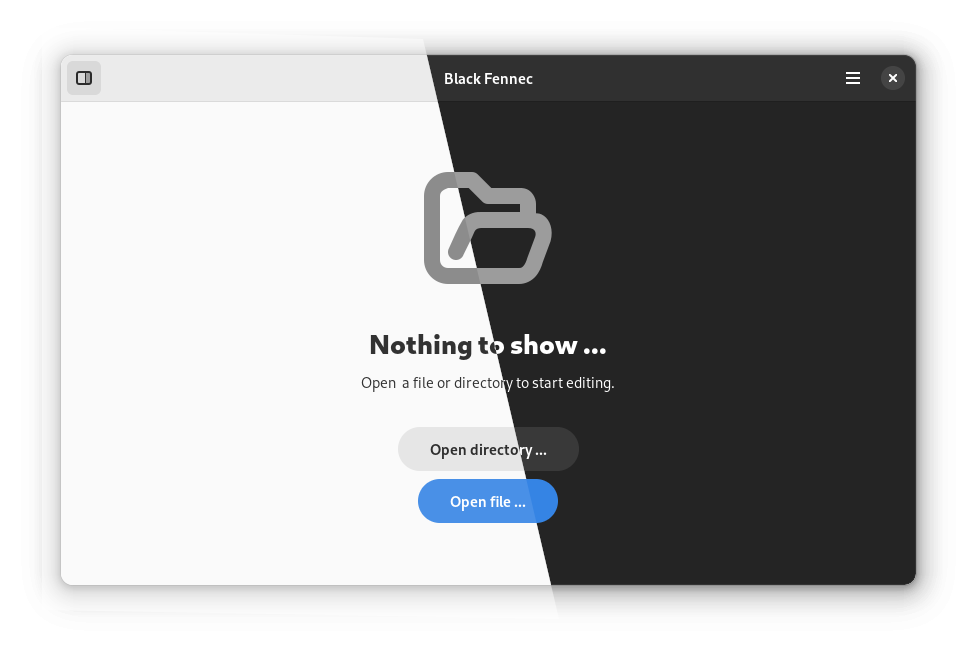 Black Fennec
Nothing to show ...
Open a file or directory to start editing.
Open directory ...
Open file ...